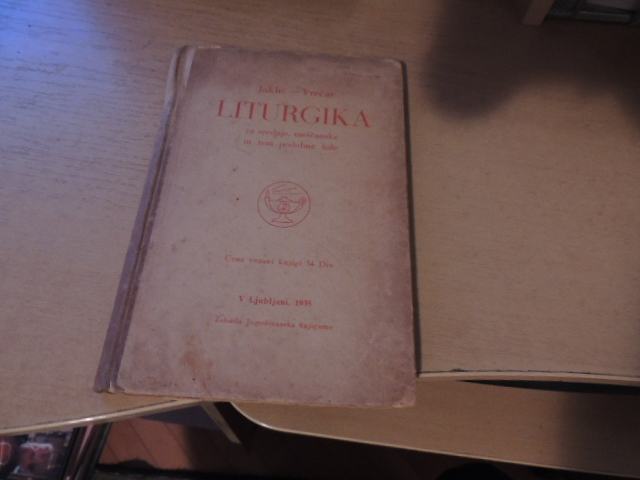 Jaklič – Vrečar
LITURGIKA
za srednje, meščanske
in tem podobne šole
Cena vezani knjigi 34 Din
V Ljubljani, 1935
Založila Jugoslovanska knjigarna